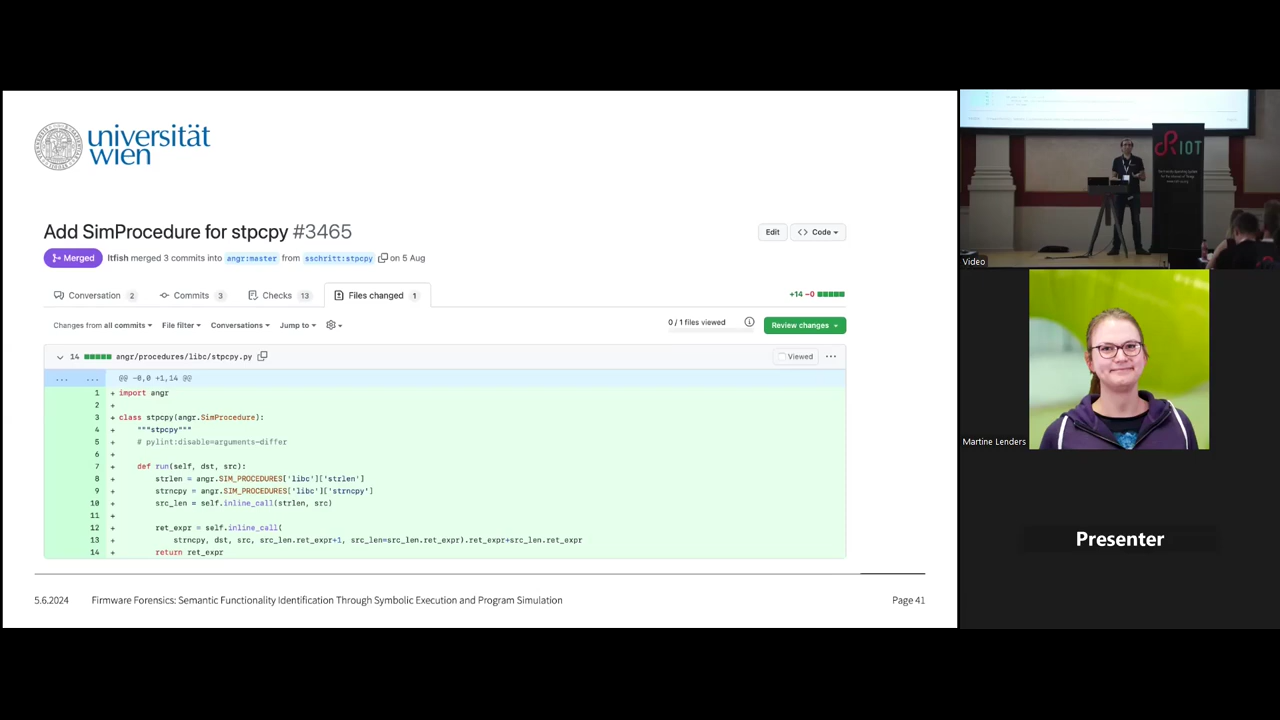 universität
wien
Add SimProcedure for stpcpy #3465
Edit
<> Code
Merged
ltfish merged 3 commits into angr:master from sschritt:stpcpy on 5 Aug
Conversation 2
Commits 3
Checks 13
Files changed 1
+14 −0
Changes from all commits
File filter
Conversations
Jump to
0 / 1 files viewed
Review changes
14 angr/procedures/libc/stpcpy.py
Viewed
... ... @@ -0,0 +1,14 @@
1 + import angr
2 +
3 + class stpcpy(angr.SimProcedure):
4 + """stpcpy"""
5 + # pylint:disable=arguments-differ
6 +
7 + def run(self, dst, src):
8 + strlen = angr.SIM_PROCEDURES['libc']['strlen']
9 + strncpy = angr.SIM_PROCEDURES['libc']['strncpy']
10 + src_len = self.inline_call(strlen, src)
11 +
12 + ret_expr = self.inline_call(
13 + strncpy, dst, src, src_len.ret_expr+1, src_len=src_len.ret_expr).ret_expr+src_len.ret_expr
14 + return ret_expr
5.6.2024 Firmware Forensics: Semantic Functionality Identification Through Symbolic Execution and Program Simulation Page 41
RIOT
Video
Martine Lenders
Presenter